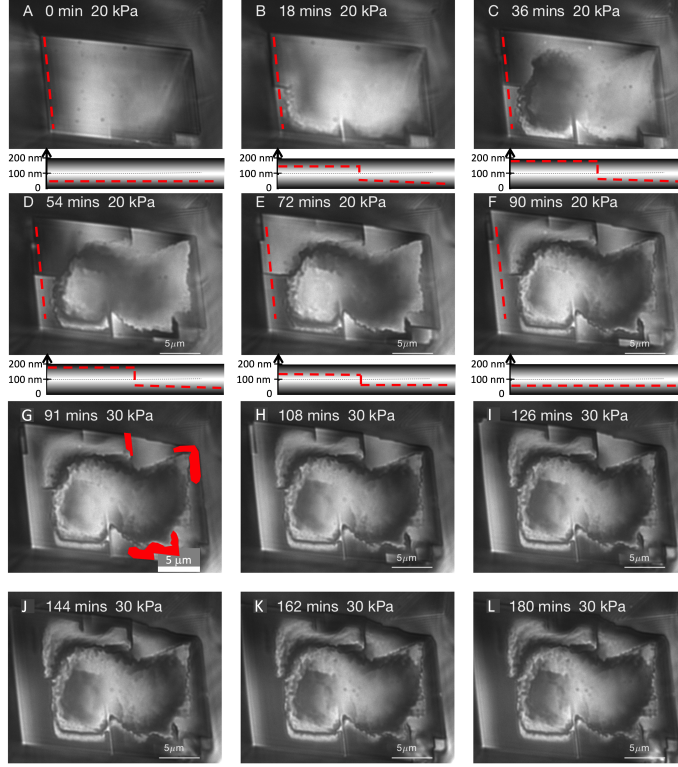 A 0 min 20 kPa
B 18 mins 20 kPa
C 36 mins 20 kPa
200 nm
100 nm
0
200 nm
100 nm
0
200 nm
100 nm
0
D 54 mins 20 kPa
E 72 mins 20 kPa
F 90 mins 20 kPa
5µm
5µm
5µm
200 nm
100 nm
0
200 nm
100 nm
0
200 nm
100 nm
0
G 91 mins 30 kPa
H 108 mins 30 kPa
I 126 mins 30 kPa
5 µm
5µm
5µm
J 144 mins 30 kPa
K 162 mins 30 kPa
L 180 mins 30 kPa
5µm
5µm
5µm